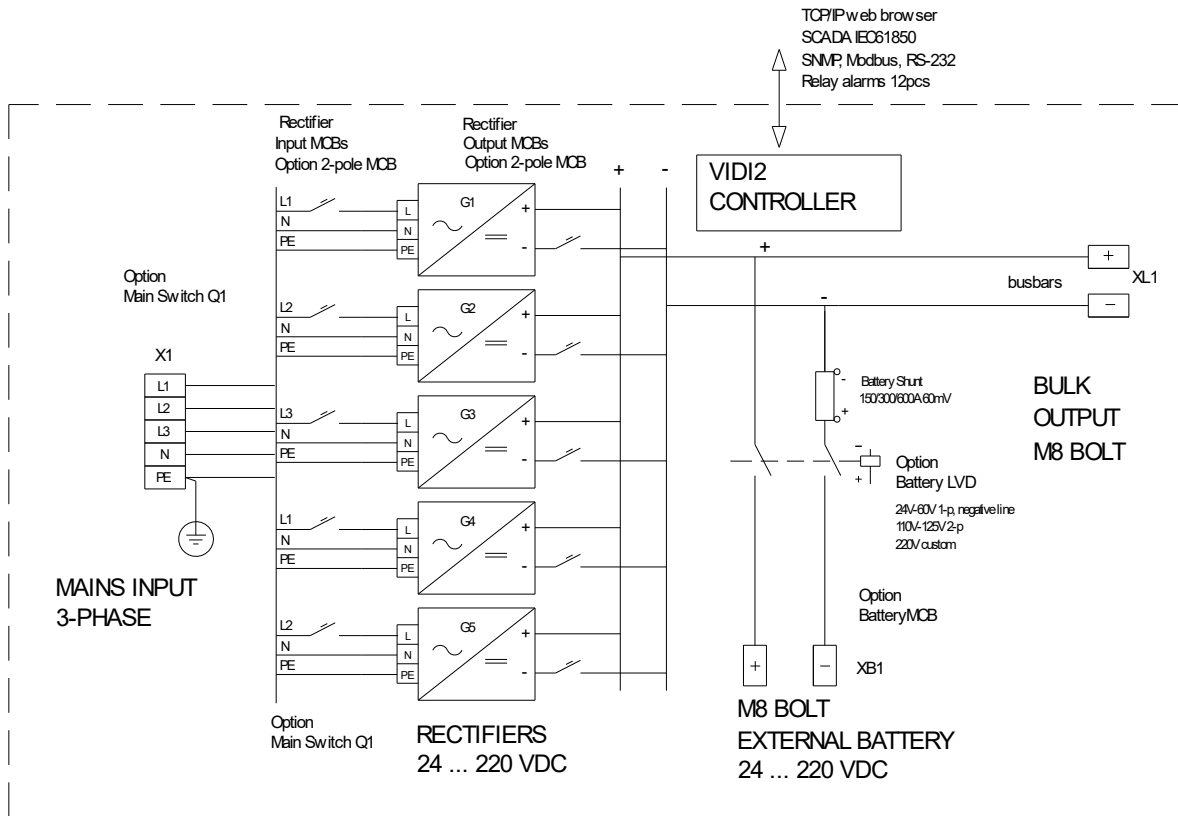 TCP/IP web browser
SCADA IEC61850
SNMP, Modbus, RS-232
Relay alarms 12pcs
Rectifier
Input MCBs
Option 2-pole MCB
Rectifier
Output MCBs
Option 2-pole MCB
+ -
VIDI2
CONTROLLER
L1
N
PE
L
N
PE
G1
+
-
+
+
XL1
busbars
-
−
Option
Main Switch Q1
L2
N
PE
L
N
PE
G2
+
-
X1
L1
L2
L3
N
PE
L3
N
PE
L
N
PE
G3
+
-
-
Battery Shunt
150/300/600A 60mV
+
BULK
OUTPUT
M8 BOLT
-
+
Option
Battery LVD
24V-60V 1-p, negative line
110V-125V 2-p
220V custom
L1
N
PE
L
N
PE
G4
+
-
MAINS INPUT
3-PHASE
Option
Battery MCB
L2
N
PE
L
N
PE
G5
+
-
+
−
XB1
Option
Main Switch Q1
RECTIFIERS
24 ... 220 VDC
M8 BOLT
EXTERNAL BATTERY
24 ... 220 VDC